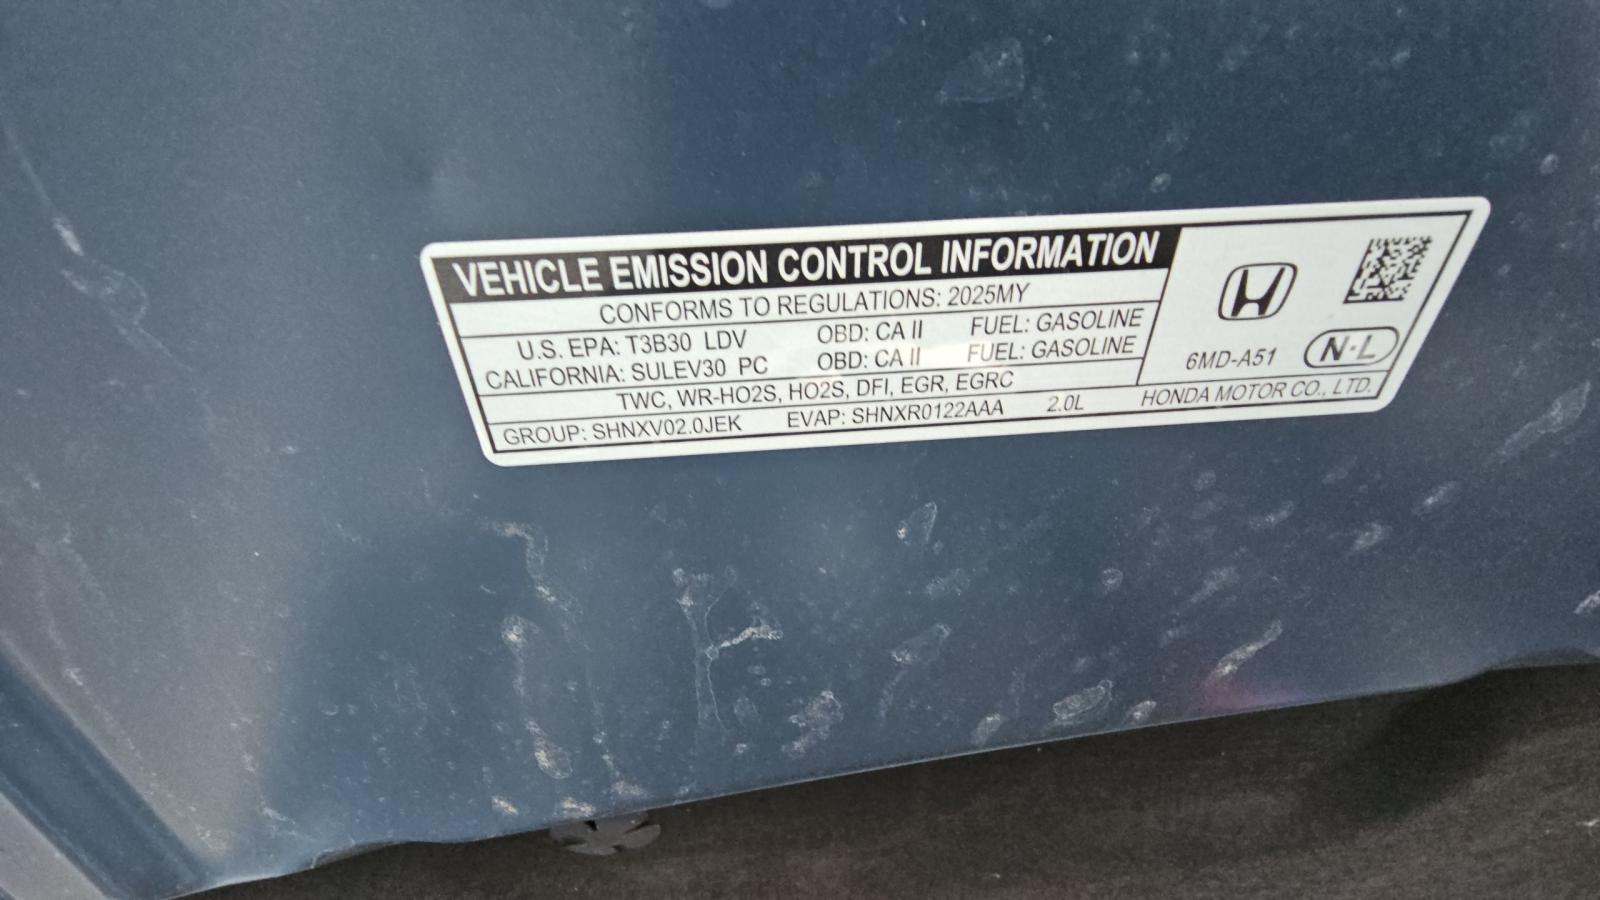 VEHICLE EMISSION CONTROL INFORMATION
CONFORMS TO REGULATIONS: 2025MY
U.S. EPA: T3B30 LDV OBD: CA II FUEL: GASOLINE
CALIFORNIA: SULEV30 PC OBD: CA II FUEL: GASOLINE
TWC, WR-HO2S, HO2S, DFI, EGR, EGRC
GROUP: SHNXV02.0JEK EVAP: SHNXR0122AAA 2.0L
6MD-A51 N-L
HONDA MOTOR CO., LTD.